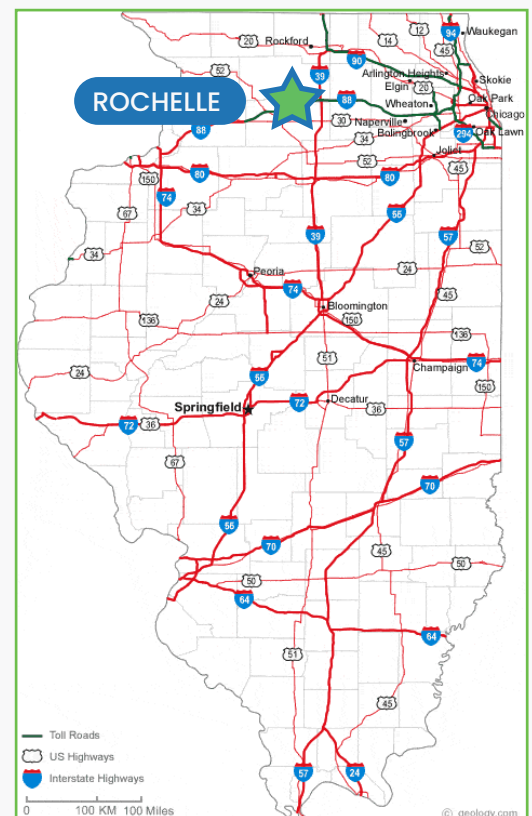 94
Waukegan
12
20
Rockford
14
45
90
52
39
Arlington Heights
Skokie
Elgin
20
ROCHELLE
88
Wheaton
Oak Park
Chicago
30
Naperville
88
Bolingbrook
294
Oak Lawn
34
Joliet
52
45
80
80
150
74
34
56
67
39
57
52
34
Peoria
24
74
45
24
Bloomington
150
136
136
51
74
Champaign
56
24
150
Springfield
72
Decatur
36
72
36
57
67
70
56
70
45
50
50
64
64
51
45
Toll Roads
US Highways
57
24
Interstate Highways
0 100 KM 100 Miles
© geology.com